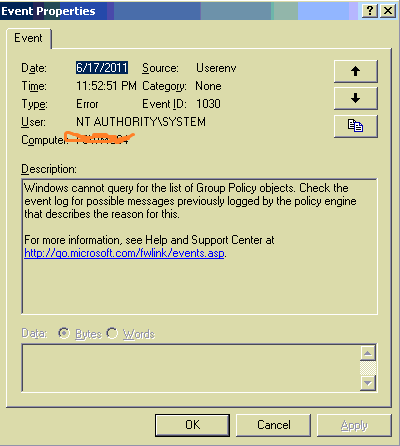 Event Properties
Event
Date: 6/17/2011 Source: Userenv
Time: 11:52:51 PM Category: None
Type: Error Event ID: 1030
User: NT AUTHORITY\SYSTEM
Computer:
Description:
Windows cannot query for the list of Group Policy objects. Check the
event log for possible messages previously logged by the policy engine
that describes the reason for this.
For more information, see Help and Support Center at
http://go.microsoft.com/fwlink/events.asp.
Data: Bytes Words
OK Cancel Apply